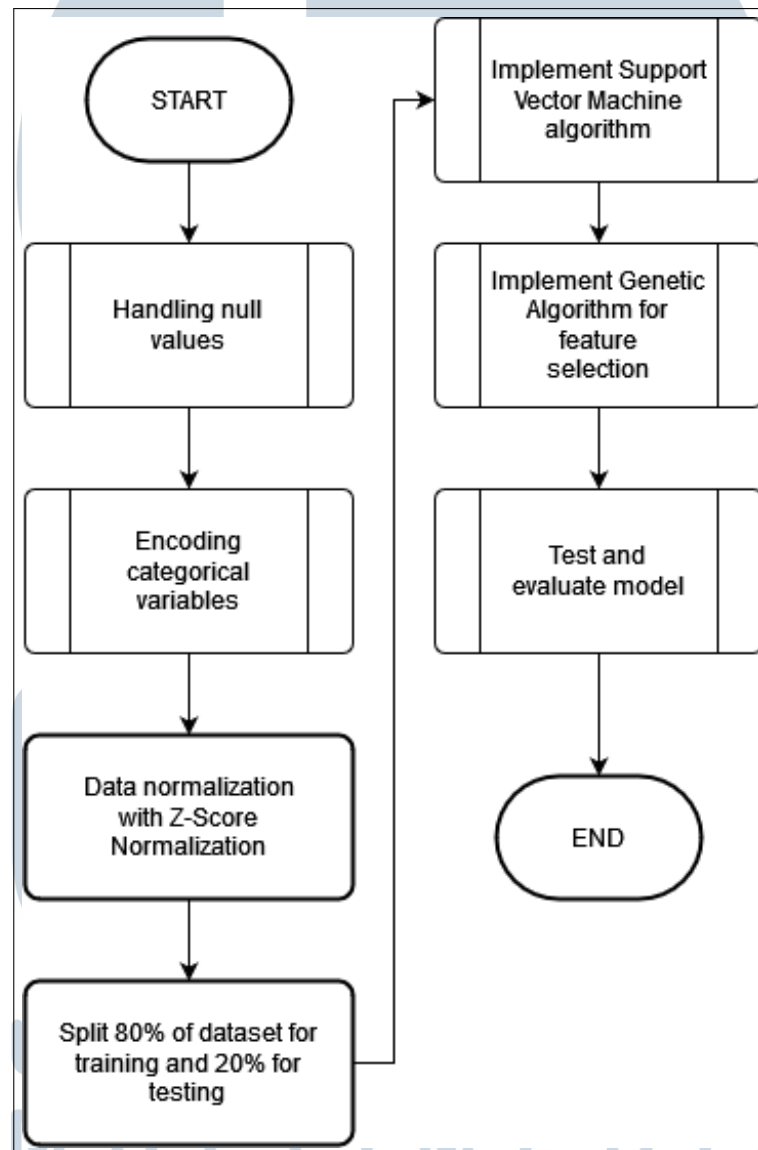 START
Handling null
values
Encoding
categorical
variables
Data normalization
with Z-Score
Normalization
Split 80% of dataset for
training and 20% for
testing
Implement Support
Vector Machine
algorithm
Implement Genetic
Algorithm for
feature
selection
Test and
evaluate model
END